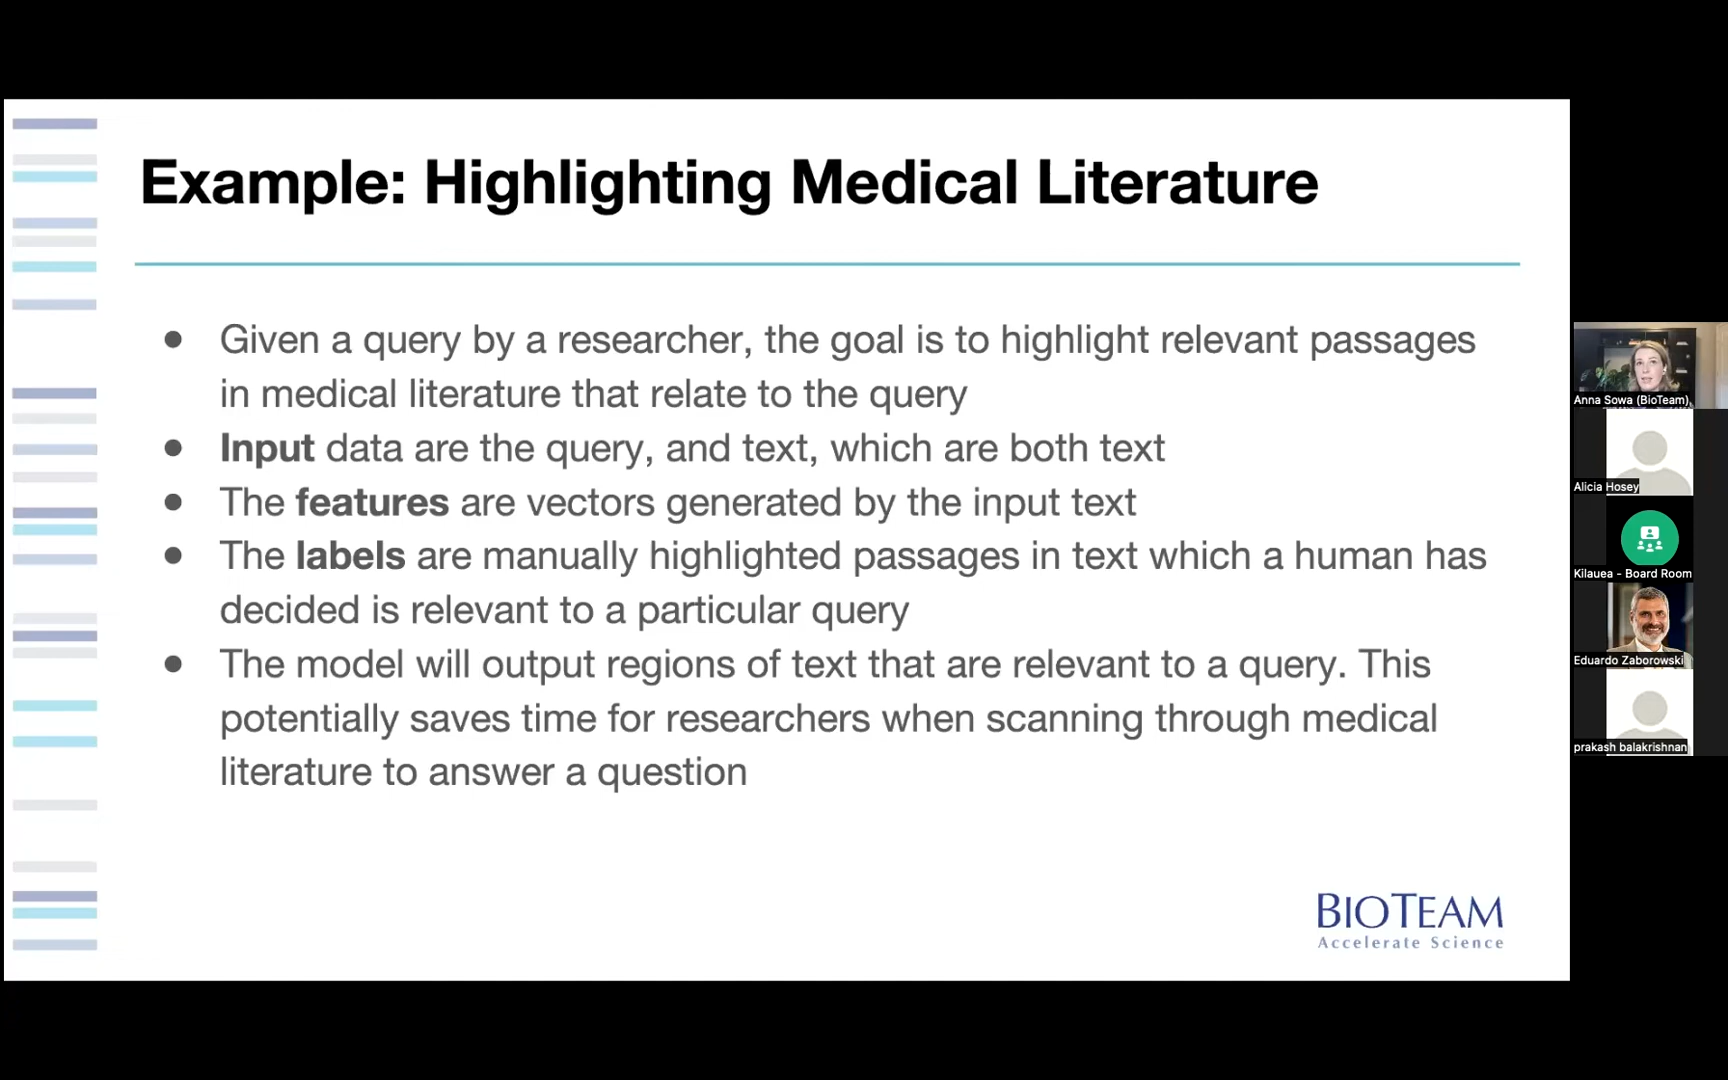 Example: Highlighting Medical Literature
● Given a query by a researcher, the goal is to highlight relevant passages
in medical literature that relate to the query
● Input data are the query, and text, which are both text
● The features are vectors generated by the input text
● The labels are manually highlighted passages in text which a human has
decided is relevant to a particular query
● The model will output regions of text that are relevant to a query. This
potentially saves time for researchers when scanning through medical
literature to answer a question
BIOTEAM
Accelerate Science
Anna Sowa (BioTeam)
Alicia Hosey
Kilauea - Board Room
Eduardo Zaborowski
prakash balakrishnan